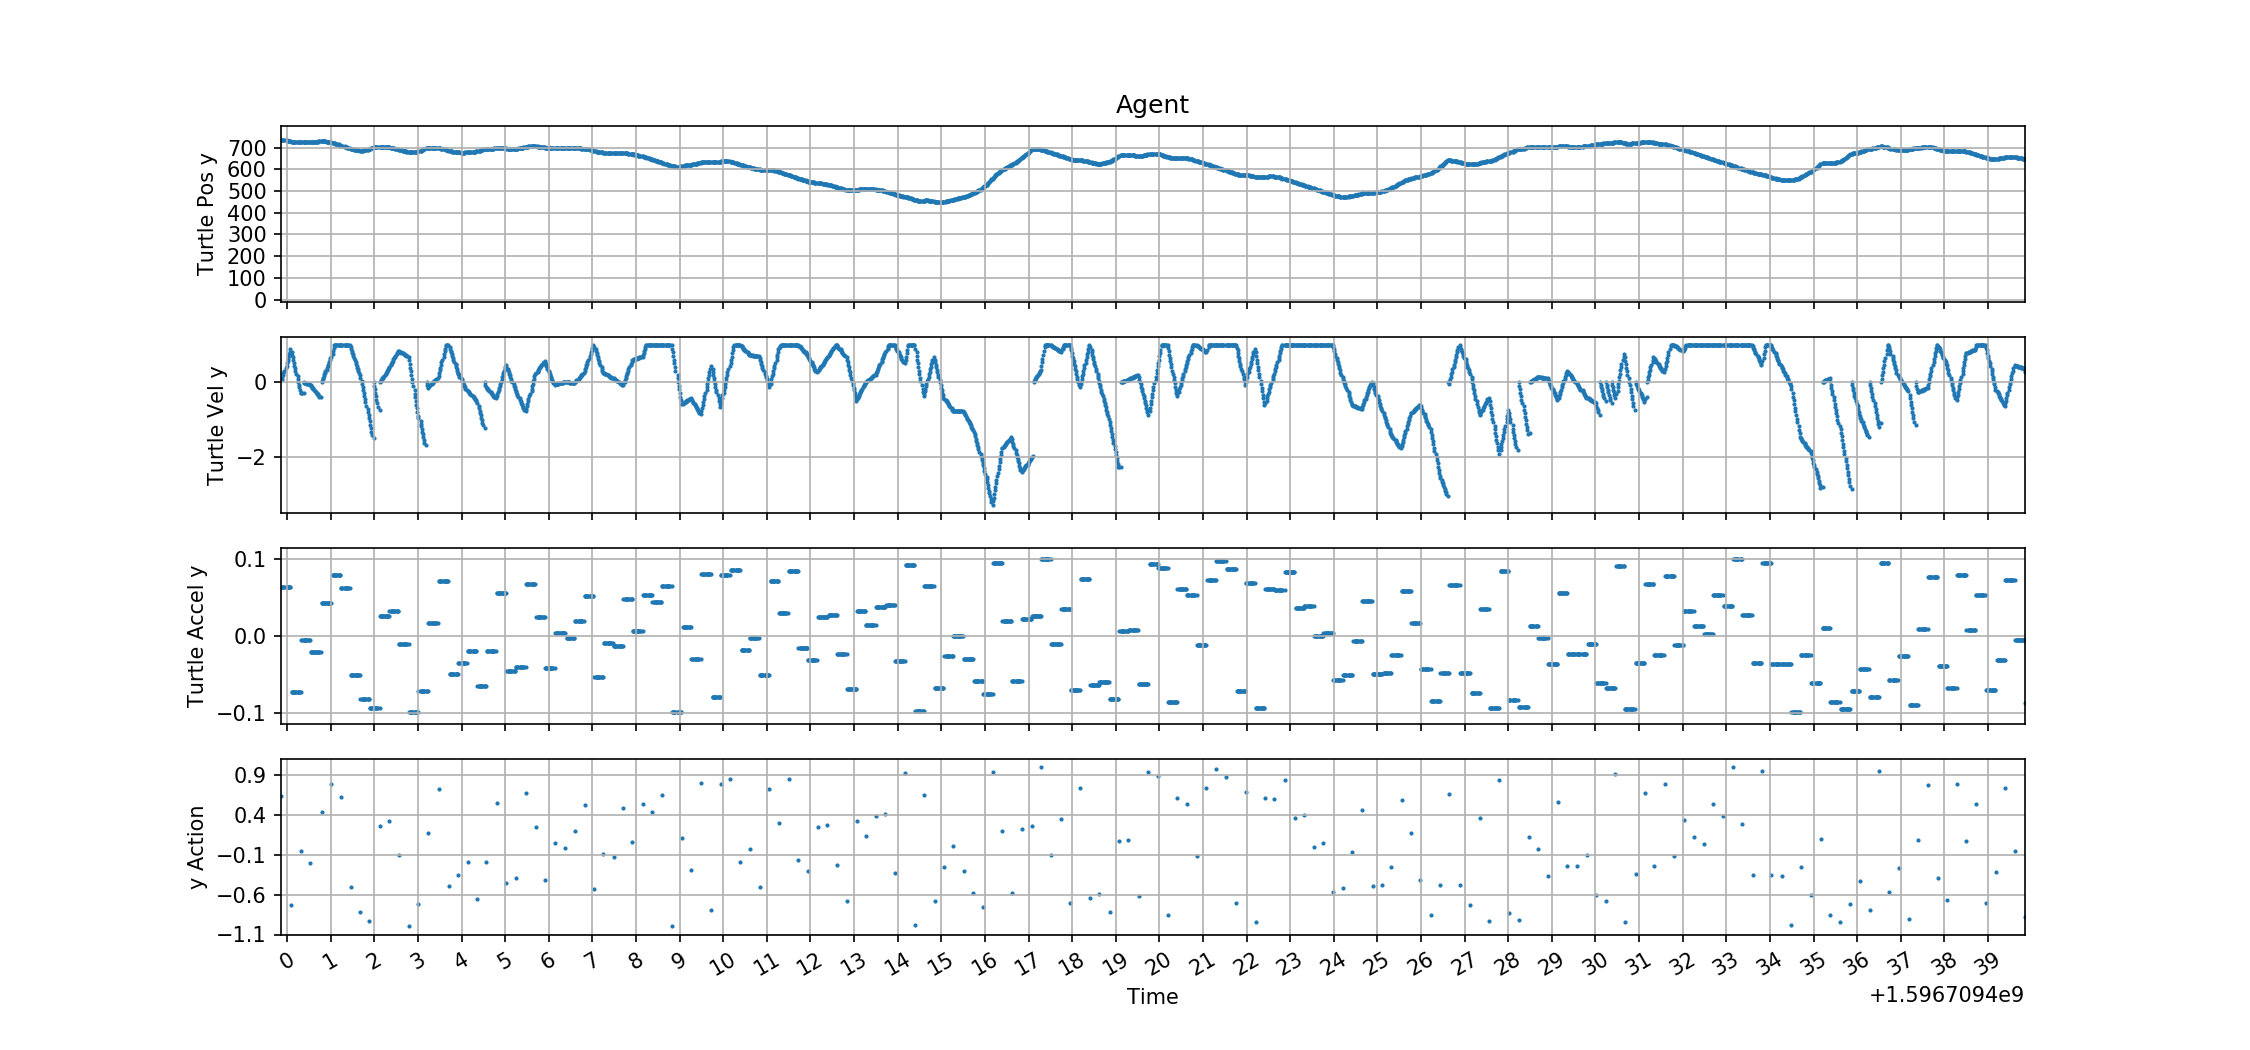 Agent
Turtle Pos y
700
600
500
400
300
200
100
0
Turtle Vel y
0
−2
Turtle Accel y
0.1
0.0
−0.1
y Action
0.9
0.4
−0.1
−0.6
−1.1
0 1 2 3 4 5 6 7 8 9 10 11 12 13 14 15 16 17 18 19 20 21 22 23 24 25 26 27 28 29 30 31 32 33 34 35 36 37 38 39
Time
+1.5967094e9